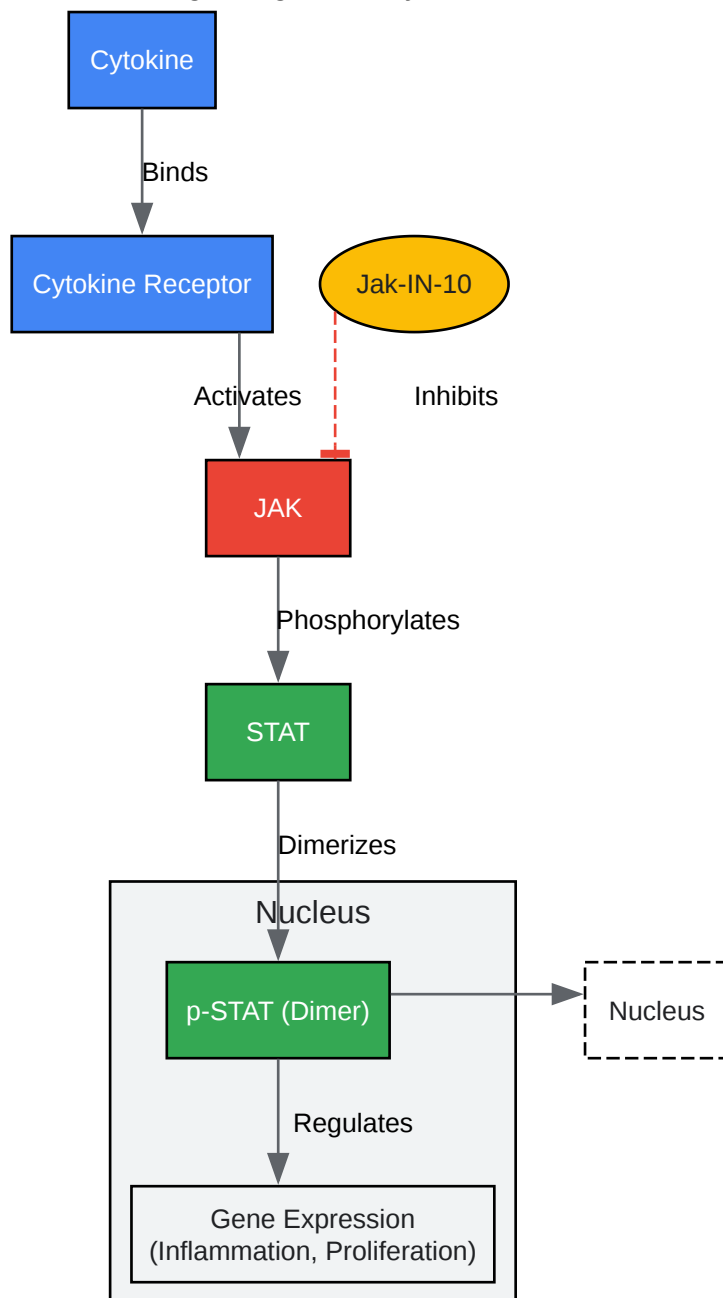 Cytokine
Binds
Cytokine Receptor
Jak-IN-10
Activates
Inhibits
JAK
Phosphorylates
STAT
Dimerizes
Nucleus
p-STAT (Dimer)
Nucleus
Regulates
Gene Expression
(Inflammation, Proliferation)